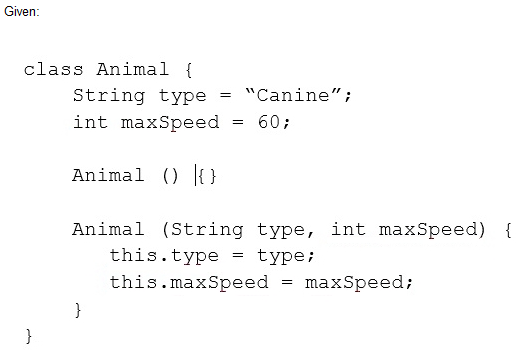 Given:
class Animal {
String type = “Canine”;
int maxSpeed = 60;
Animal () {}
Animal (String type, int maxSpeed) {
this.type = type;
this.maxSpeed = maxSpeed;
}
}